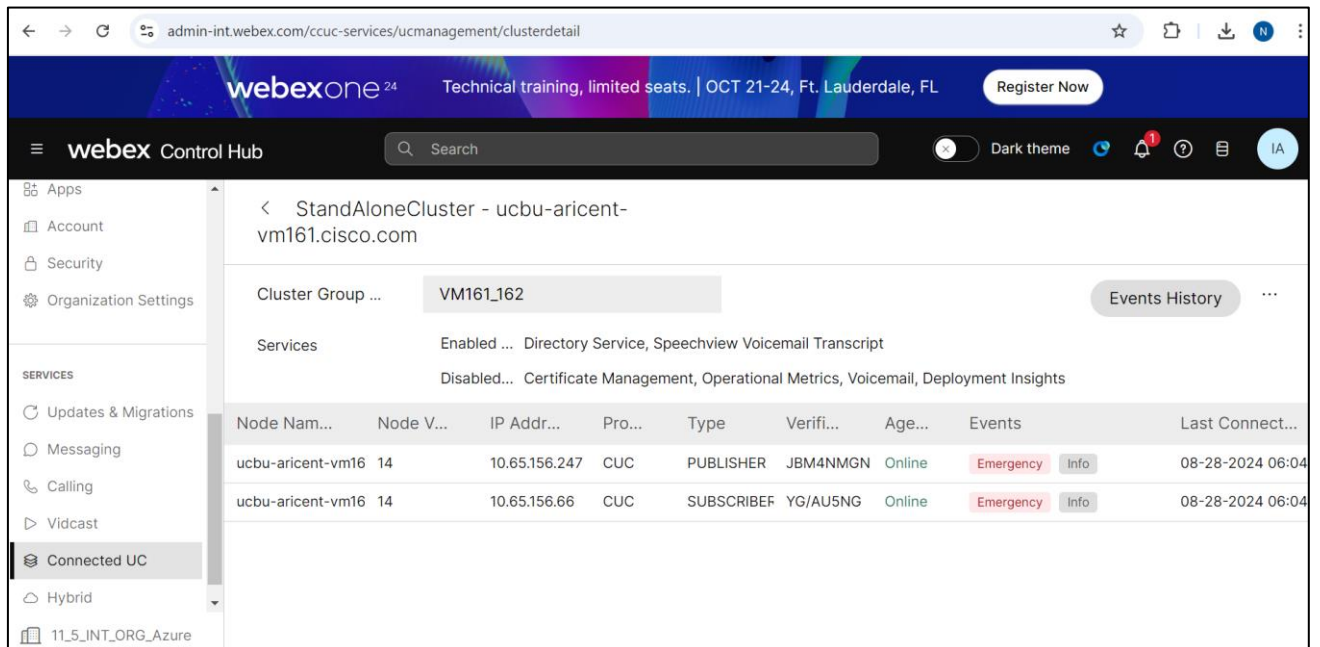 admin-int.webex.com/ccuc-services/ucmanagement/clusterdetail
N
webexone 24 Technical training, limited seats. | OCT 21-24, Ft. Lauderdale, FL Register Now
webex Control Hub Search Dark theme 1 IA
Apps
Account
Security
Organization Settings
SERVICES
Updates & Migrations
Messaging
Calling
Vidcast
Connected UC
Hybrid
11_5_INT_ORG_Azure
StandAloneCluster - ucbu-aricent-
vm161.cisco.com
Cluster Group ... VM161_162 Events History ...
Services Enabled ... Directory Service, Speechview Voicemail Transcript
Disabled... Certificate Management, Operational Metrics, Voicemail, Deployment Insights
Node Nam... Node V... IP Addr... Pro... Type Verifi... Age... Events Last Connect...
ucbu-aricent-vm16 14 10.65.156.247 CUC PUBLISHER JBM4NMGN Online Emergency Info 08-28-2024 06:04
ucbu-aricent-vm16 14 10.65.156.66 CUC SUBSCRIBER YG/AU5NG Online Emergency Info 08-28-2024 06:04